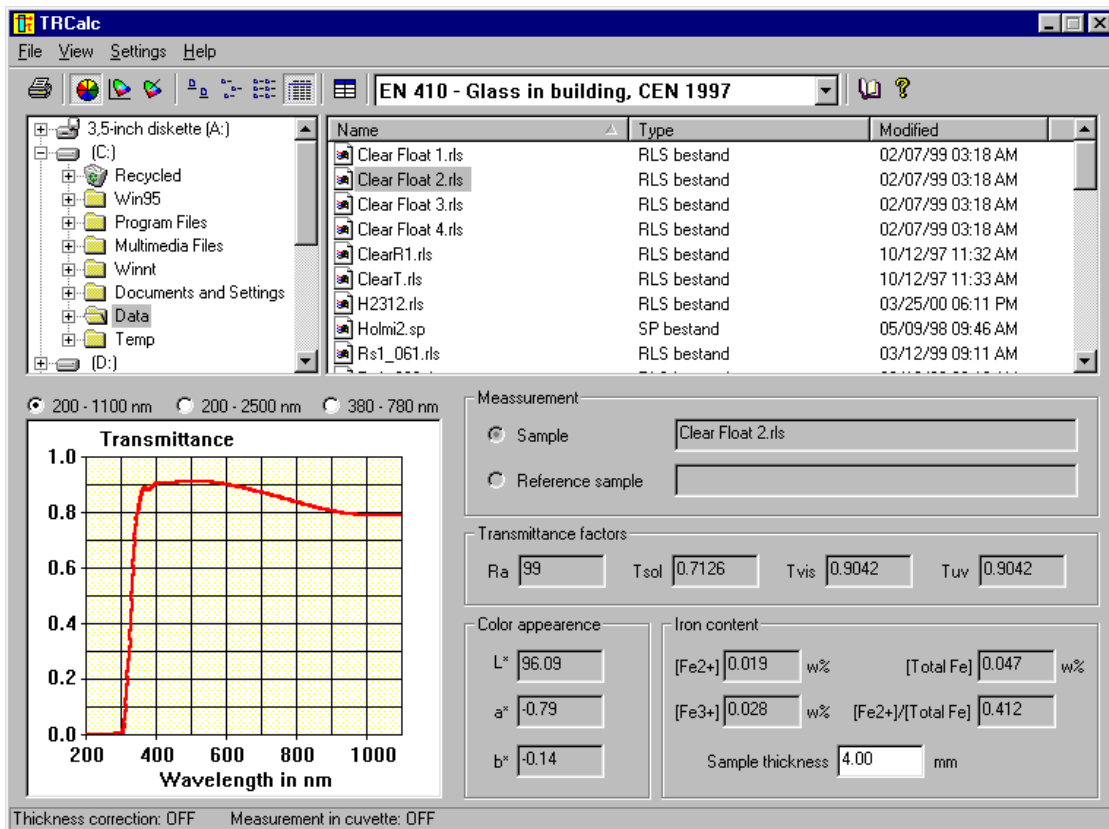 TRCalc
File View Settings Help
EN 410 - Glass in building, CEN 1997
3,5-inch diskette (A:)
(C:)
Recycled
Win95
Program Files
Multimedia Files
Winnt
Documents and Settings
Data
Temp
(D:)
Name Type Modified
Clear Float 1.rls RLS bestand 02/07/99 03:18 AM
Clear Float 2.rls RLS bestand 02/07/99 03:18 AM
Clear Float 3.rls RLS bestand 02/07/99 03:18 AM
Clear Float 4.rls RLS bestand 02/07/99 03:18 AM
ClearR1.rls RLS bestand 10/12/97 11:32 AM
ClearT.rls RLS bestand 10/12/97 11:33 AM
H2312.rls RLS bestand 03/25/00 06:11 PM
Holmi2.sp SP bestand 05/09/98 09:46 AM
Rs1_061.rls RLS bestand 03/12/99 09:11 AM
200 - 1100 nm 200 - 2500 nm 380 - 780 nm
Transmittance
1.0
0.8
0.6
0.4
0.2
0.0
200 400 600 800 1000
Wavelength in nm
Meassurement
Sample Clear Float 2.rls
Reference sample
Transmittance factors
Ra 99 Tsol 0.7126 Tvis 0.9042 Tuv 0.9042
Color appearence
L* 96.09
a* -0.79
b* -0.14
Iron content
[Fe2+] 0.019 w% [Total Fe] 0.047 w%
[Fe3+] 0.028 w% [Fe2+]/[Total Fe] 0.412
Sample thickness 4.00 mm
Thickness correction: OFF Measurement in cuvette: OFF